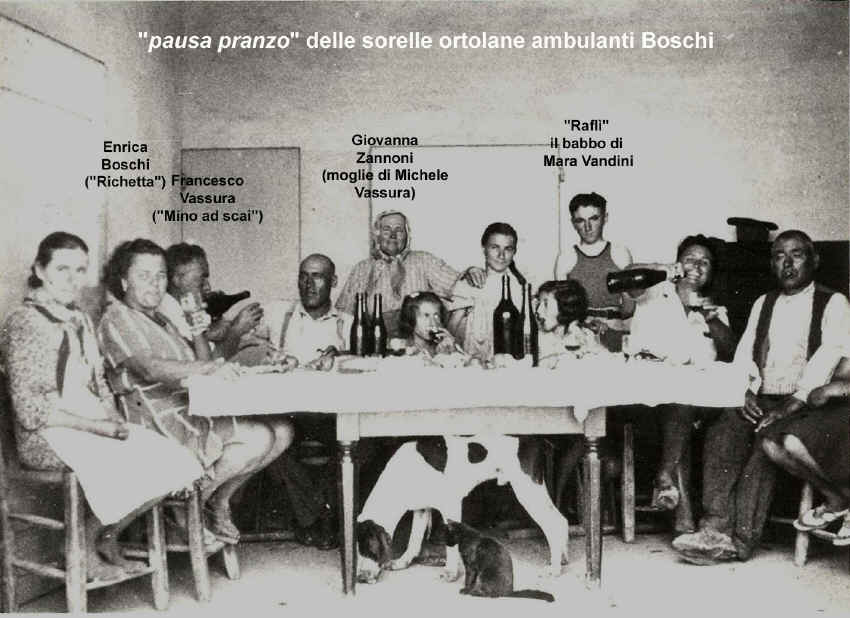 "pausa pranzo" delle sorelle ortolane ambulanti Boschi
Enrica
Boschi
("Richetta")
Francesco
Vassura
("Mino ad scai")
Giovanna
Zannoni
(moglie di Michele
Vassura)
"Raflì"
il babbo di
Mara Vandini